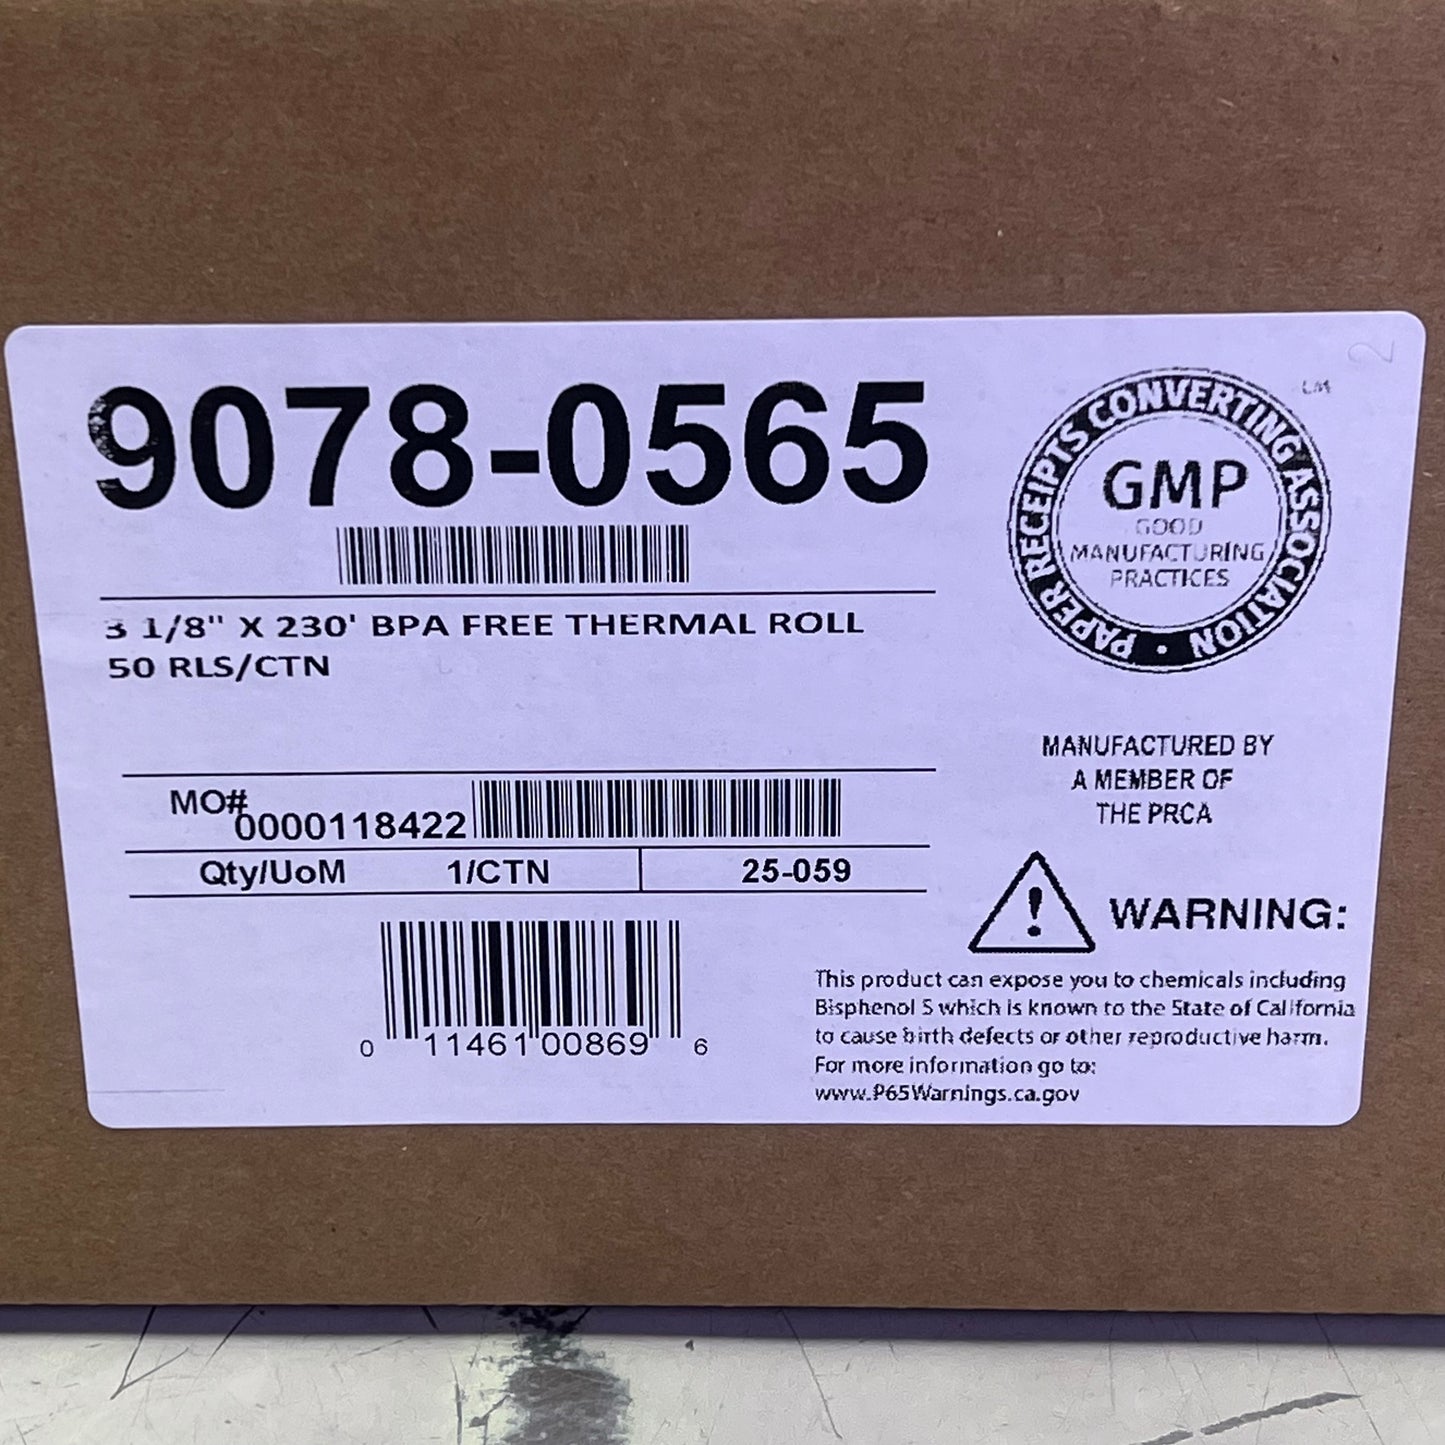 9078-0565
3 1/8" X 230' BPA FREE THERMAL ROLL
50 RLS/CTN
MO#
0000118422
Qty/UoM 1/CTN 25-059
0 11461 00869 6
PAPER RECEIPTS CONVERTING ASSOCIATION •
LM
GMP
GOOD
MANUFACTURING
PRACTICES
MANUFACTURED BY
A MEMBER OF
THE PRCA
WARNING:
This product can expose you to chemicals including
Bisphenol S which is known to the State of California
to cause birth defects or other reproductive harm.
For more information go to:
www.P65Warnings.ca.gov
2